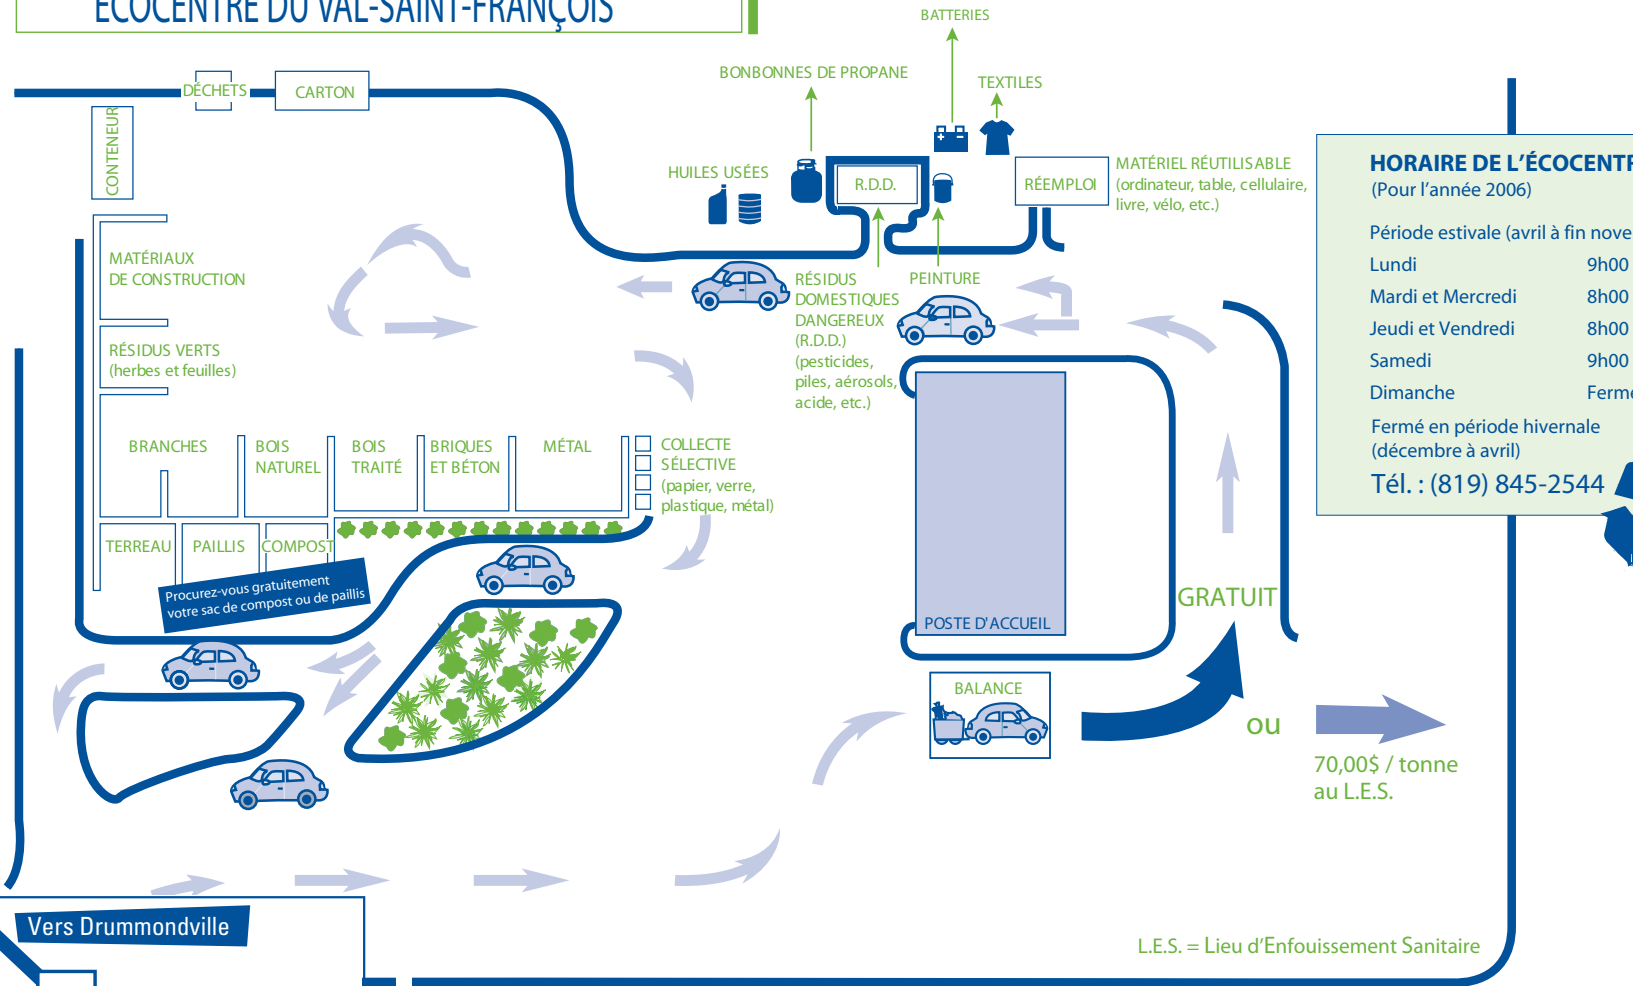 ÉCOCENTRE DU VAL-SAINT-FRANÇOIS
BATTERIES
BONBONNES DE PROPANE
TEXTILES
DÉCHETS
CARTON
CONTENEUR
HUILES USÉES
R.D.D.
RÉEMPLOI
MATÉRIEL RÉUTILISABLE
(ordinateur, table, cellulaire,
livre, vélo, etc.)
HORAIRE DE L'ÉCOCENTR
(Pour l'année 2006)
Période estivale (avril à fin nove
Lundi 9h00
Mardi et Mercredi 8h00
Jeudi et Vendredi 8h00
Samedi 9h00
Dimanche Fermé
Fermé en période hivernale
(décembre à avril)
Tél. : (819) 845-2544
MATÉRIAUX
DE CONSTRUCTION
RÉSIDUS
DOMESTIQUES
DANGEREUX
(R.D.D.)
(pesticides,
piles, aérosols,
acide, etc.)
PEINTURE
RÉSIDUS VERTS
(herbes et feuilles)
BRANCHES
BOIS
NATUREL
BOIS
TRAITÉ
BRIQUES
ET BÉTON
MÉTAL
COLLECTE
SÉLECTIVE
(papier, verre,
plastique, métal)
TERREAU
PAILLIS
COMPOST
Procurez-vous gratuitement
votre sac de compost ou de paillis
POSTE D'ACCUEIL
GRATUIT
BALANCE
ou
70,00$ / tonne
au L.E.S.
Vers Drummondville
L.E.S. = Lieu d'Enfouissement Sanitaire